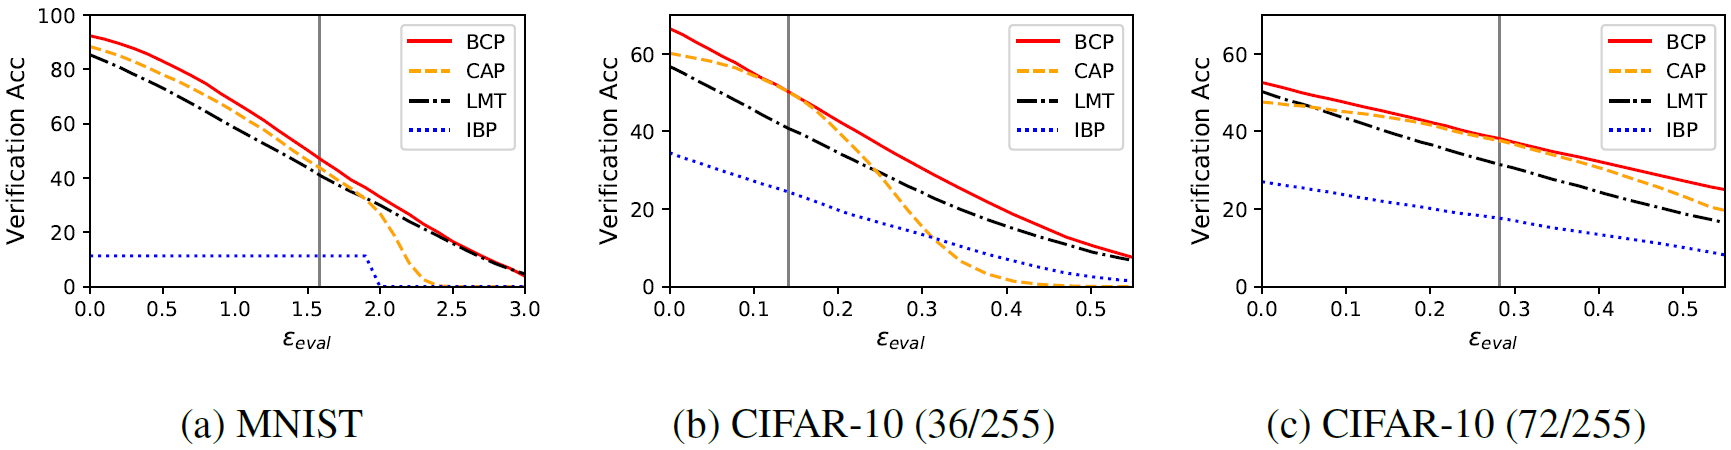 Verification Acc
100
80
60
40
20
0
0.0 0.5 1.0 1.5 2.0 2.5 3.0
ε_eval
BCP
CAP
LMT
IBP
(a) MNIST
Verification Acc
60
40
20
0
0.0 0.1 0.2 0.3 0.4 0.5
ε_eval
BCP
CAP
LMT
IBP
(b) CIFAR-10 (36/255)
Verification Acc
60
40
20
0
0.0 0.1 0.2 0.3 0.4 0.5
ε_eval
BCP
CAP
LMT
IBP
(c) CIFAR-10 (72/255)